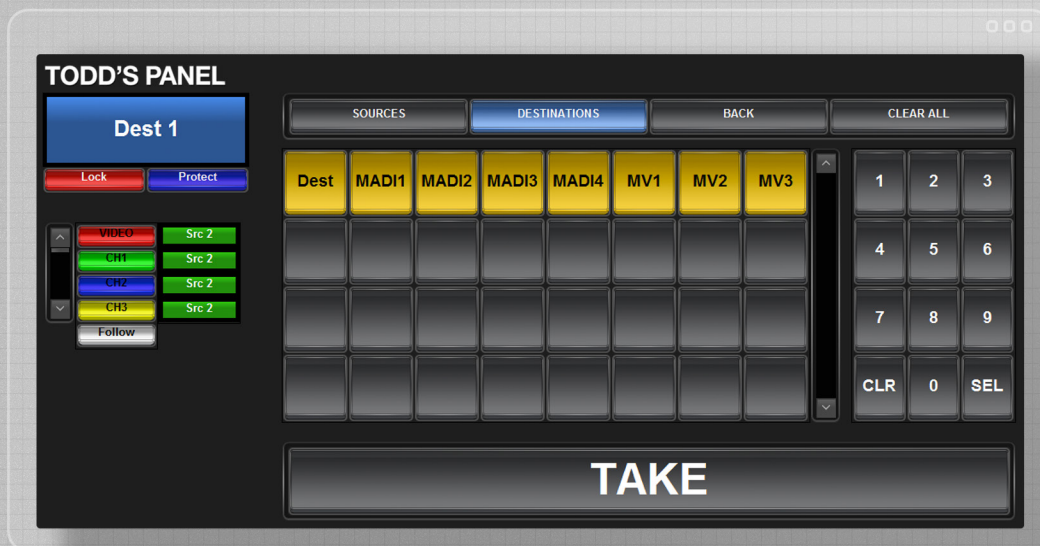 TODD'S PANEL
Dest 1
Lock Protect
VIDEO Src 2
CH1 Src 2
CH2 Src 2
CH3 Src 2
Follow
SOURCES DESTINATIONS BACK CLEAR ALL
Dest MADI1 MADI2 MADI3 MADI4 MV1 MV2 MV3
1 2 3
4 5 6
7 8 9
CLR 0 SEL
TAKE